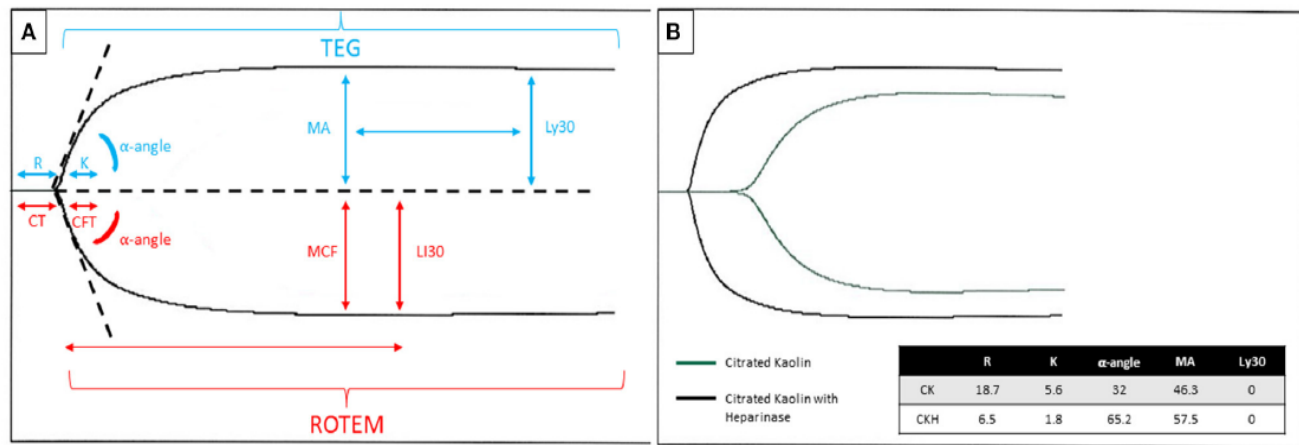 A
TEG
MA
Ly30
α-angle
R K
CT CFT
α-angle
MCF LI30
ROTEM
B
Citrated Kaolin
Citrated Kaolin with
Heparinase
R K α-angle MA Ly30
CK 18.7 5.6 32 46.3 0
CKH 6.5 1.8 65.2 57.5 0